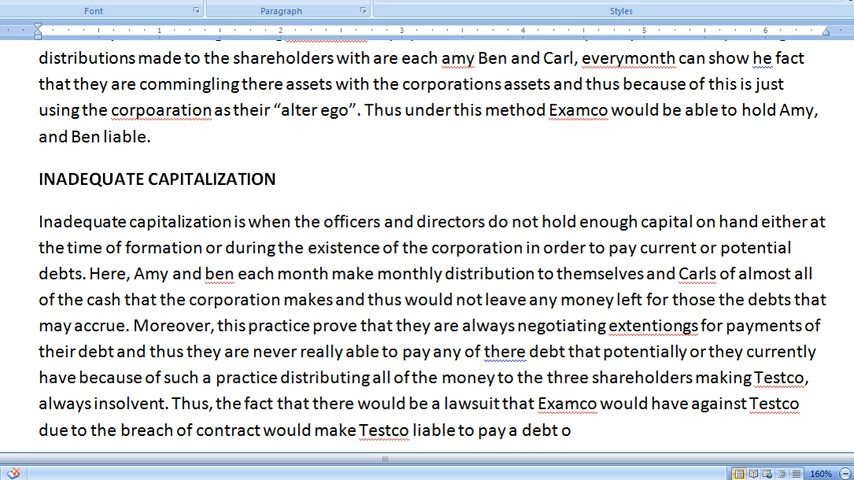 Font
Paragraph
Styles
1 2 3 4 5 6
distributions made to the shareholders with are each amy Ben and Carl, everymonth can show he fact
that they are commingling there assets with the corporations assets and thus because of this is just
using the corpoaration as their “alter ego”. Thus under this method Examco would be able to hold Amy,
and Ben liable.
INADEQUATE CAPITALIZATION
Inadequate capitalization is when the officers and directors do not hold enough capital on hand either at
the time of formation or during the existence of the corporation in order to pay current or potential
debts. Here, Amy and ben each month make monthly distribution to themselves and Carls of almost all
of the cash that the corporation makes and thus would not leave any money left for those the debts that
may accrue. Moreover, this practice prove that they are always negotiating extentiongs for payments of
their debt and thus they are never really able to pay any of there debt that potentially or they currently
have because of such a practice distributing all of the money to the three shareholders making Testco,
always insolvent. Thus, the fact that there would be a lawsuit that Examco would have against Testco
due to the breach of contract would make Testco liable to pay a debt o
160%